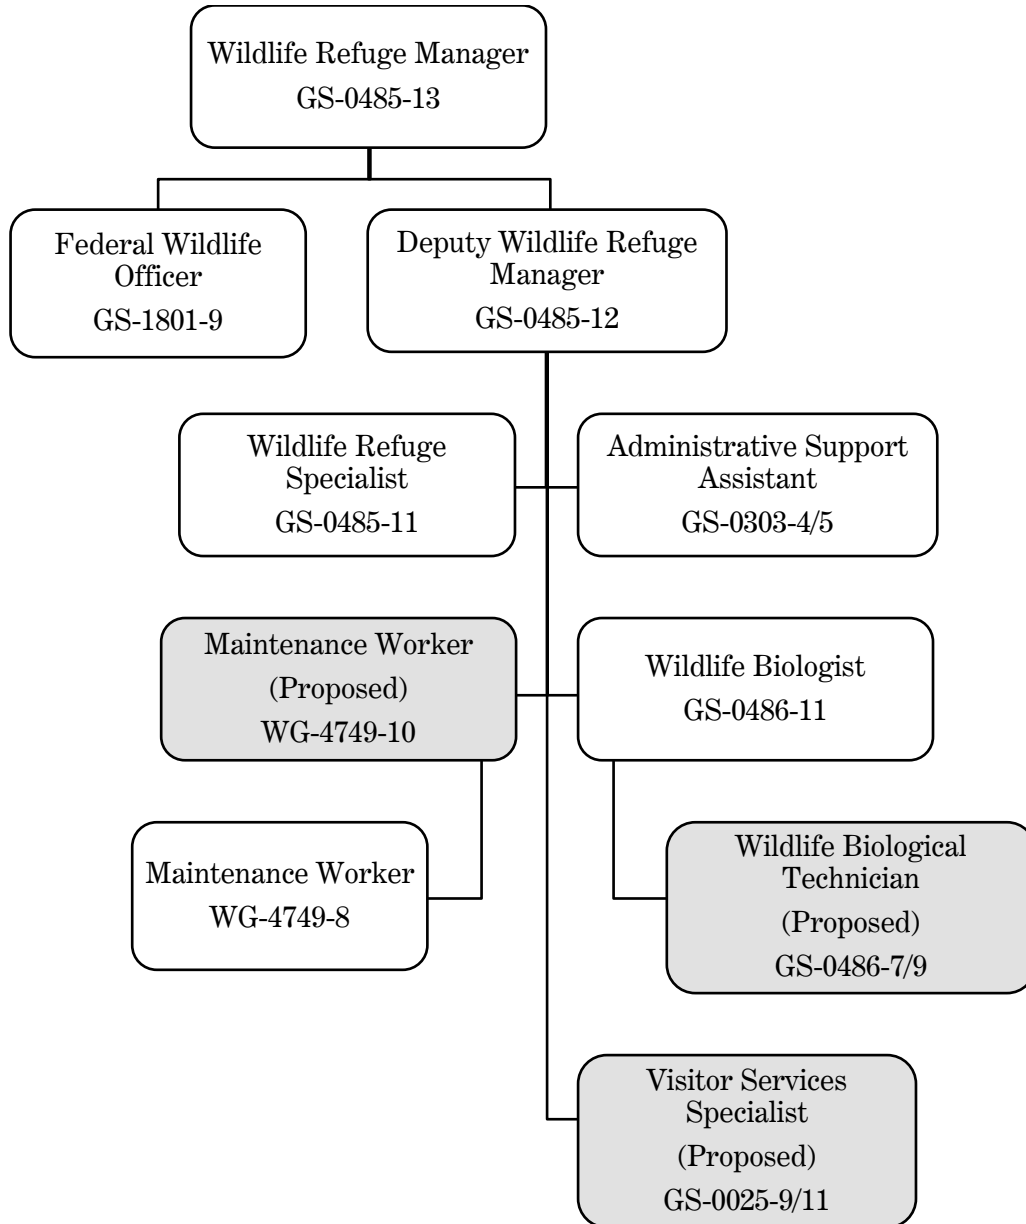 Wildlife Refuge Manager
GS-0485-13
Federal Wildlife
Officer
GS-1801-9
Deputy Wildlife Refuge
Manager
GS-0485-12
Wildlife Refuge
Specialist
GS-0485-11
Administrative Support
Assistant
GS-0303-4/5
Maintenance Worker
(Proposed)
WG-4749-10
Wildlife Biologist
GS-0486-11
Maintenance Worker
WG-4749-8
Wildlife Biological
Technician
(Proposed)
GS-0486-7/9
Visitor Services
Specialist
(Proposed)
GS-0025-9/11